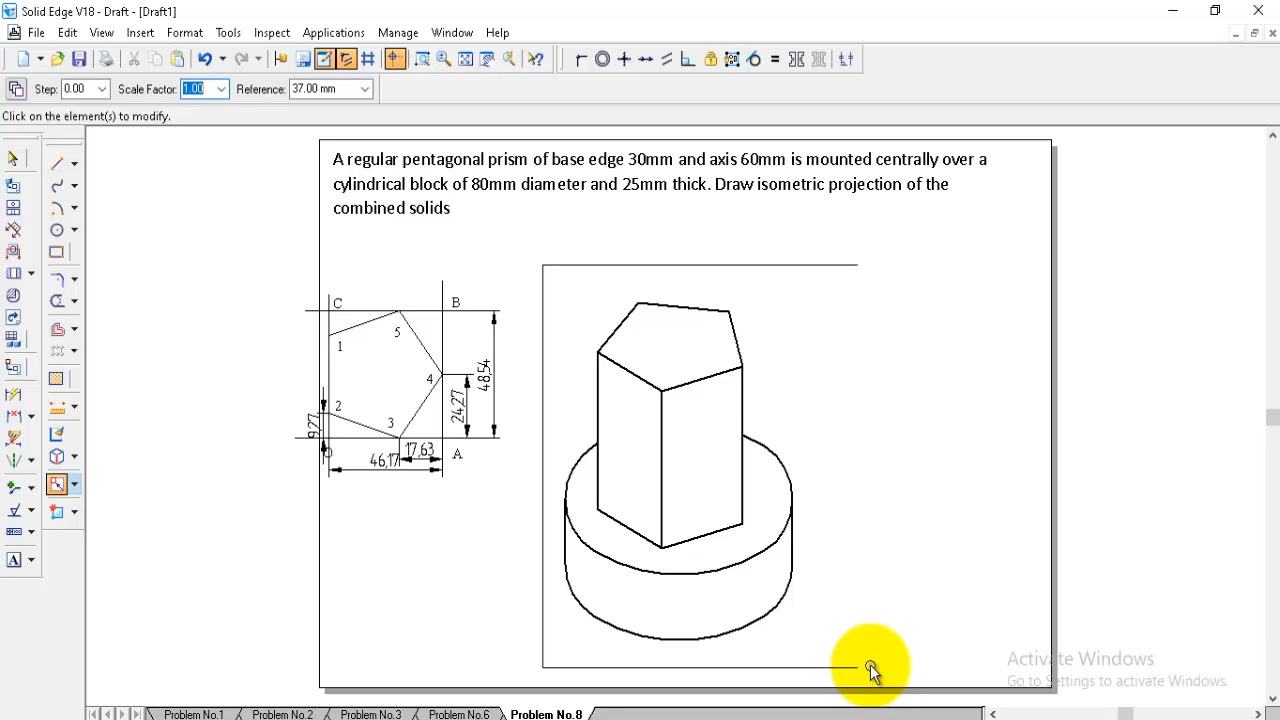 Solid Edge V18 - Draft - [Draft1]
File Edit View Insert Format Tools Inspect Applications Manage Window Help
Step: 0.00 Scale Factor: 1.00 Reference: 37.00 mm
Click on the element(s) to modify.
A regular pentagonal prism of base edge 30mm and axis 60mm is mounted centrally over a
cylindrical block of 80mm diameter and 25mm thick. Draw isometric projection of the
combined solids
C B
5
1
4
48,54
2
24,27
3
9,27
17,63
A
46,17
A
Activate Windows
Go to Settings to activate Windows.
Problem No.1 Problem No.2 Problem No.3 Problem No.6 Problem No.8